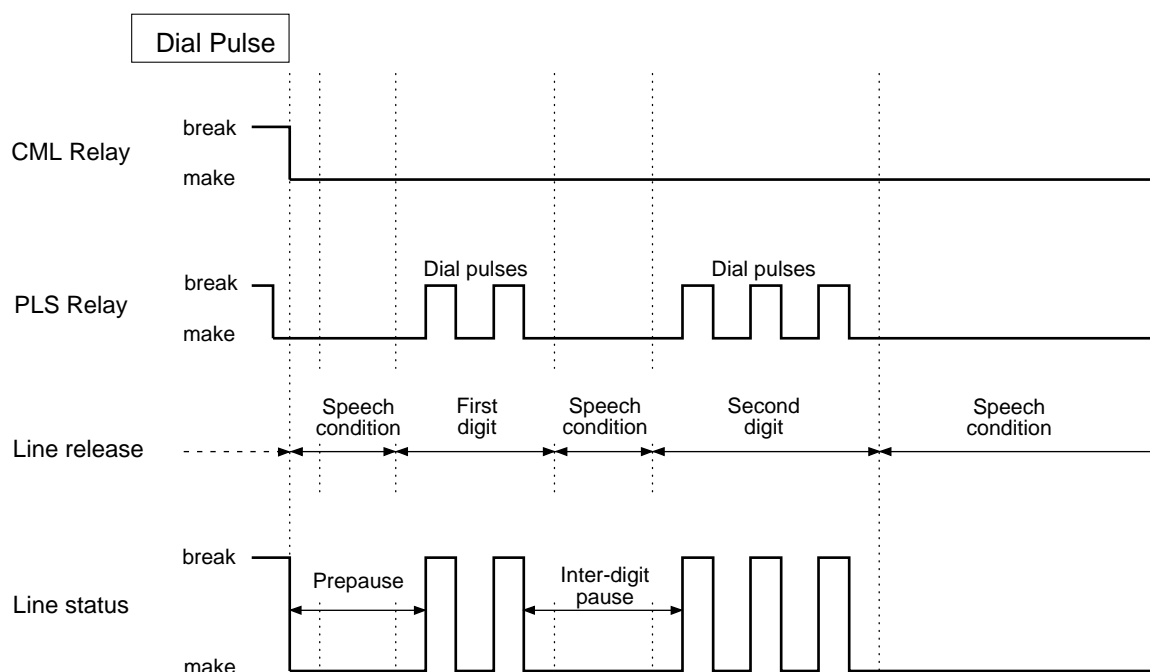 Dial Pulse
break
CML Relay
make
Dial pulses
Dial pulses
break
PLS Relay
make
Speech
condition
First
digit
Speech
condition
Second
digit
Speech
condition
Line release
break
Prepause
Inter-digit
pause
Line status
make